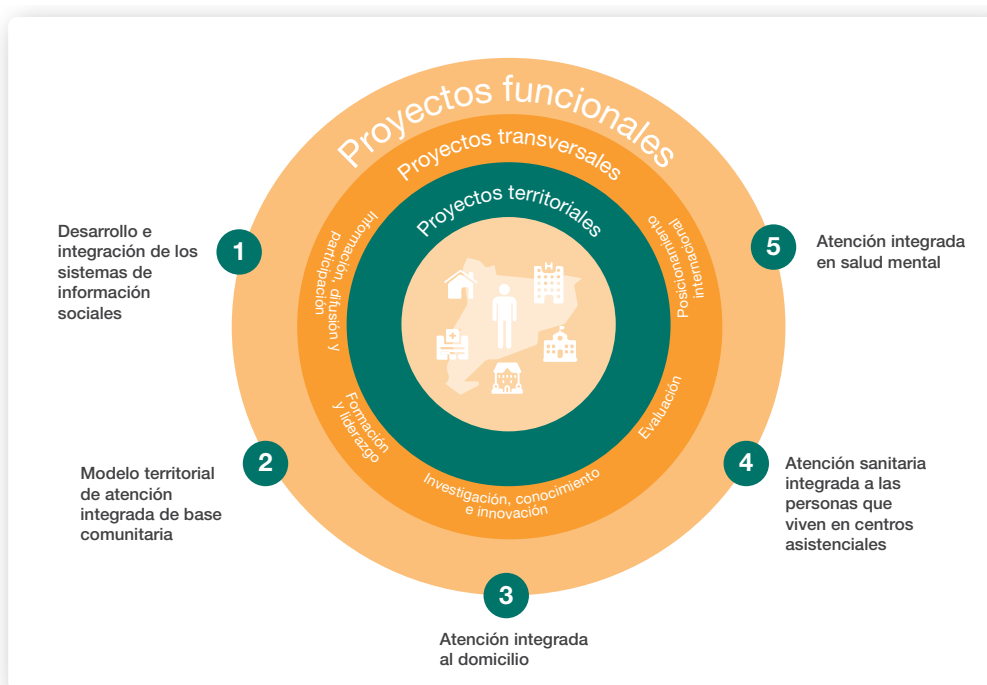 Proyectos funcionales
Proyectos transversales
Proyectos territoriales
Información, difusión y
participación
Formación
y liderazgo
Investigación, conocimiento
e innovación
Evaluación
Posicionamiento
internacional
H
1
Desarrollo e
integración de los
sistemas de
información
sociales
2
Modelo territorial
de atención
integrada de base
comunitaria
3
Atención integrada
al domicilio
4
Atención sanitaria
integrada a las
personas que
viven en centros
asistenciales
5
Atención integrada
en salud mental